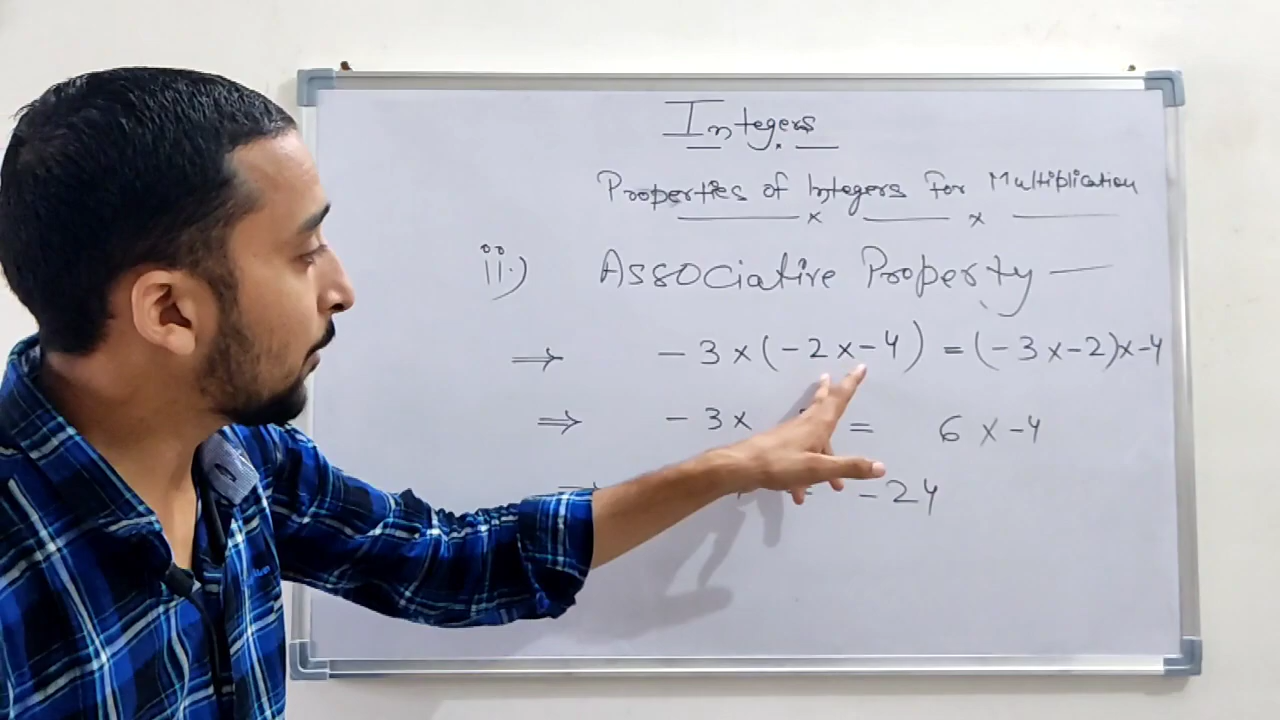 Integers
Properties of Integers For Multiplication
ii.) Associative Property —
⇒ - 3 x (- 2 x - 4) = (- 3 x - 2) x - 4
⇒ - 3 x = 6 x - 4
= - 24